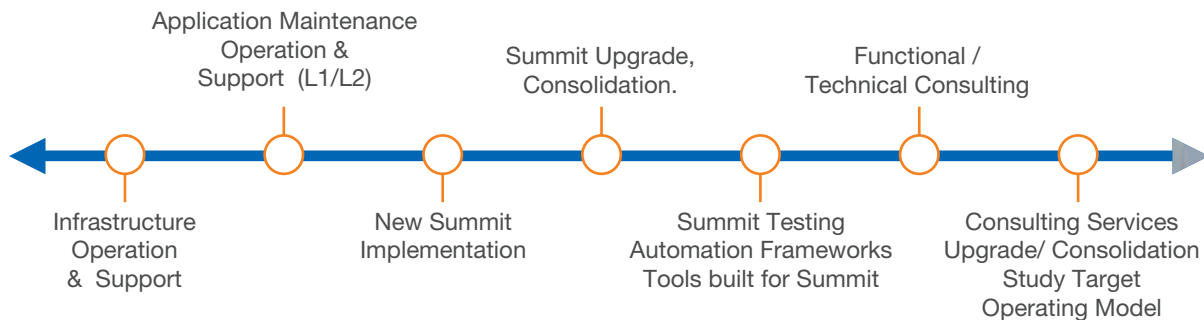 Application Maintenance
Operation &
Support (L1/L2)
Summit Upgrade,
Consolidation.
Functional /
Technical Consulting
Infrastructure
Operation
& Support
New Summit
Implementation
Summit Testing
Automation Frameworks
Tools built for Summit
Consulting Services
Upgrade/ Consolidation
Study Target
Operating Model